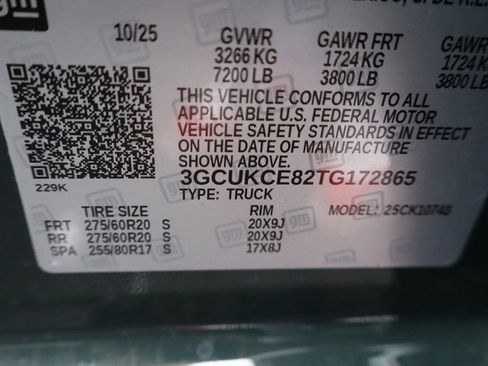 gm
10/25 GVWR GAWR FRT GAWR
3266 KG 1724 KG 1724
7200 LB 3800 LB 3800 LB
THIS VEHICLE CONFORMS TO ALL
APPLICABLE U.S. FEDERAL MOTOR
VEHICLE SAFETY STANDARDS IN EFFECT
ON THE DATE OF MANUFACTURE
SHOWN ABOVE.
229K
3GCUKCE82TG172865
TYPE: TRUCK MODEL: 25CK10743
TIRE SIZE RIM
FRT 275/60R20 S 20X9J
RR 275/60R20 S 20X9J
SPA 255/80R17 S 17X8J